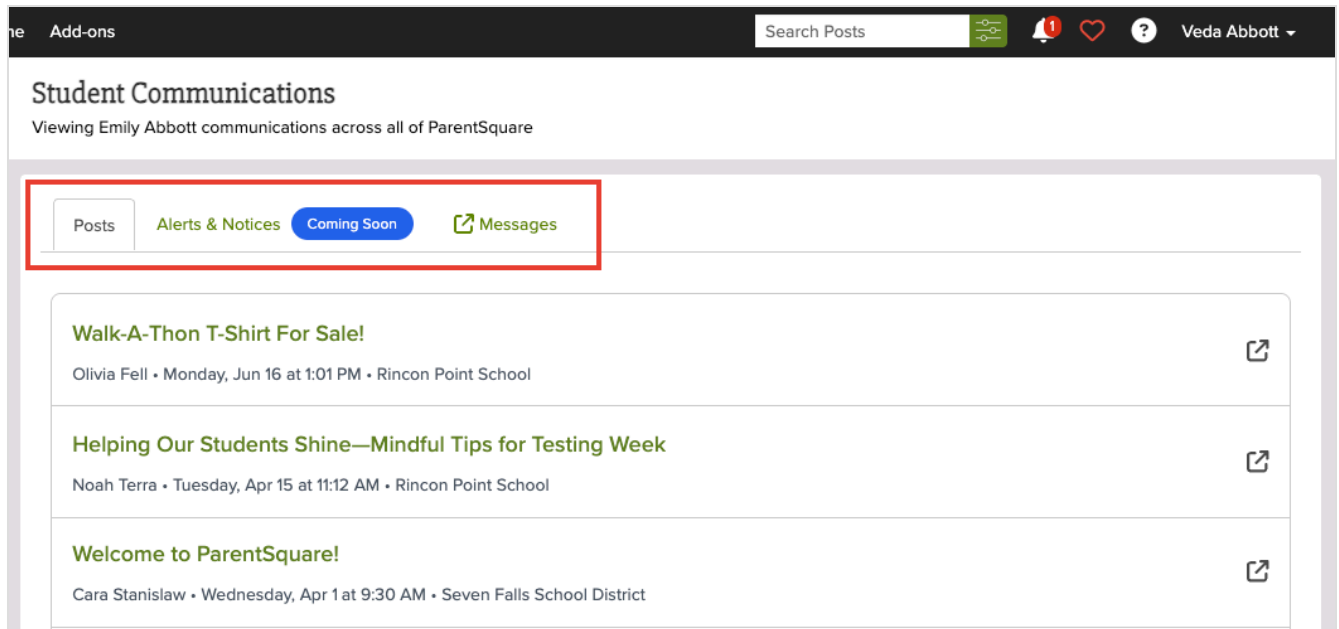 Add-ons
Search Posts
1
?
Veda Abbott
Student Communications
Viewing Emily Abbott communications across all of ParentSquare
Posts
Alerts & Notices
Coming Soon
Messages
Walk-A-Thon T-Shirt For Sale!
Olivia Fell • Monday, Jun 16 at 1:01 PM • Rincon Point School
Helping Our Students Shine—Mindful Tips for Testing Week
Noah Terra • Tuesday, Apr 15 at 11:12 AM • Rincon Point School
Welcome to ParentSquare!
Cara Stanislaw • Wednesday, Apr 1 at 9:30 AM • Seven Falls School District